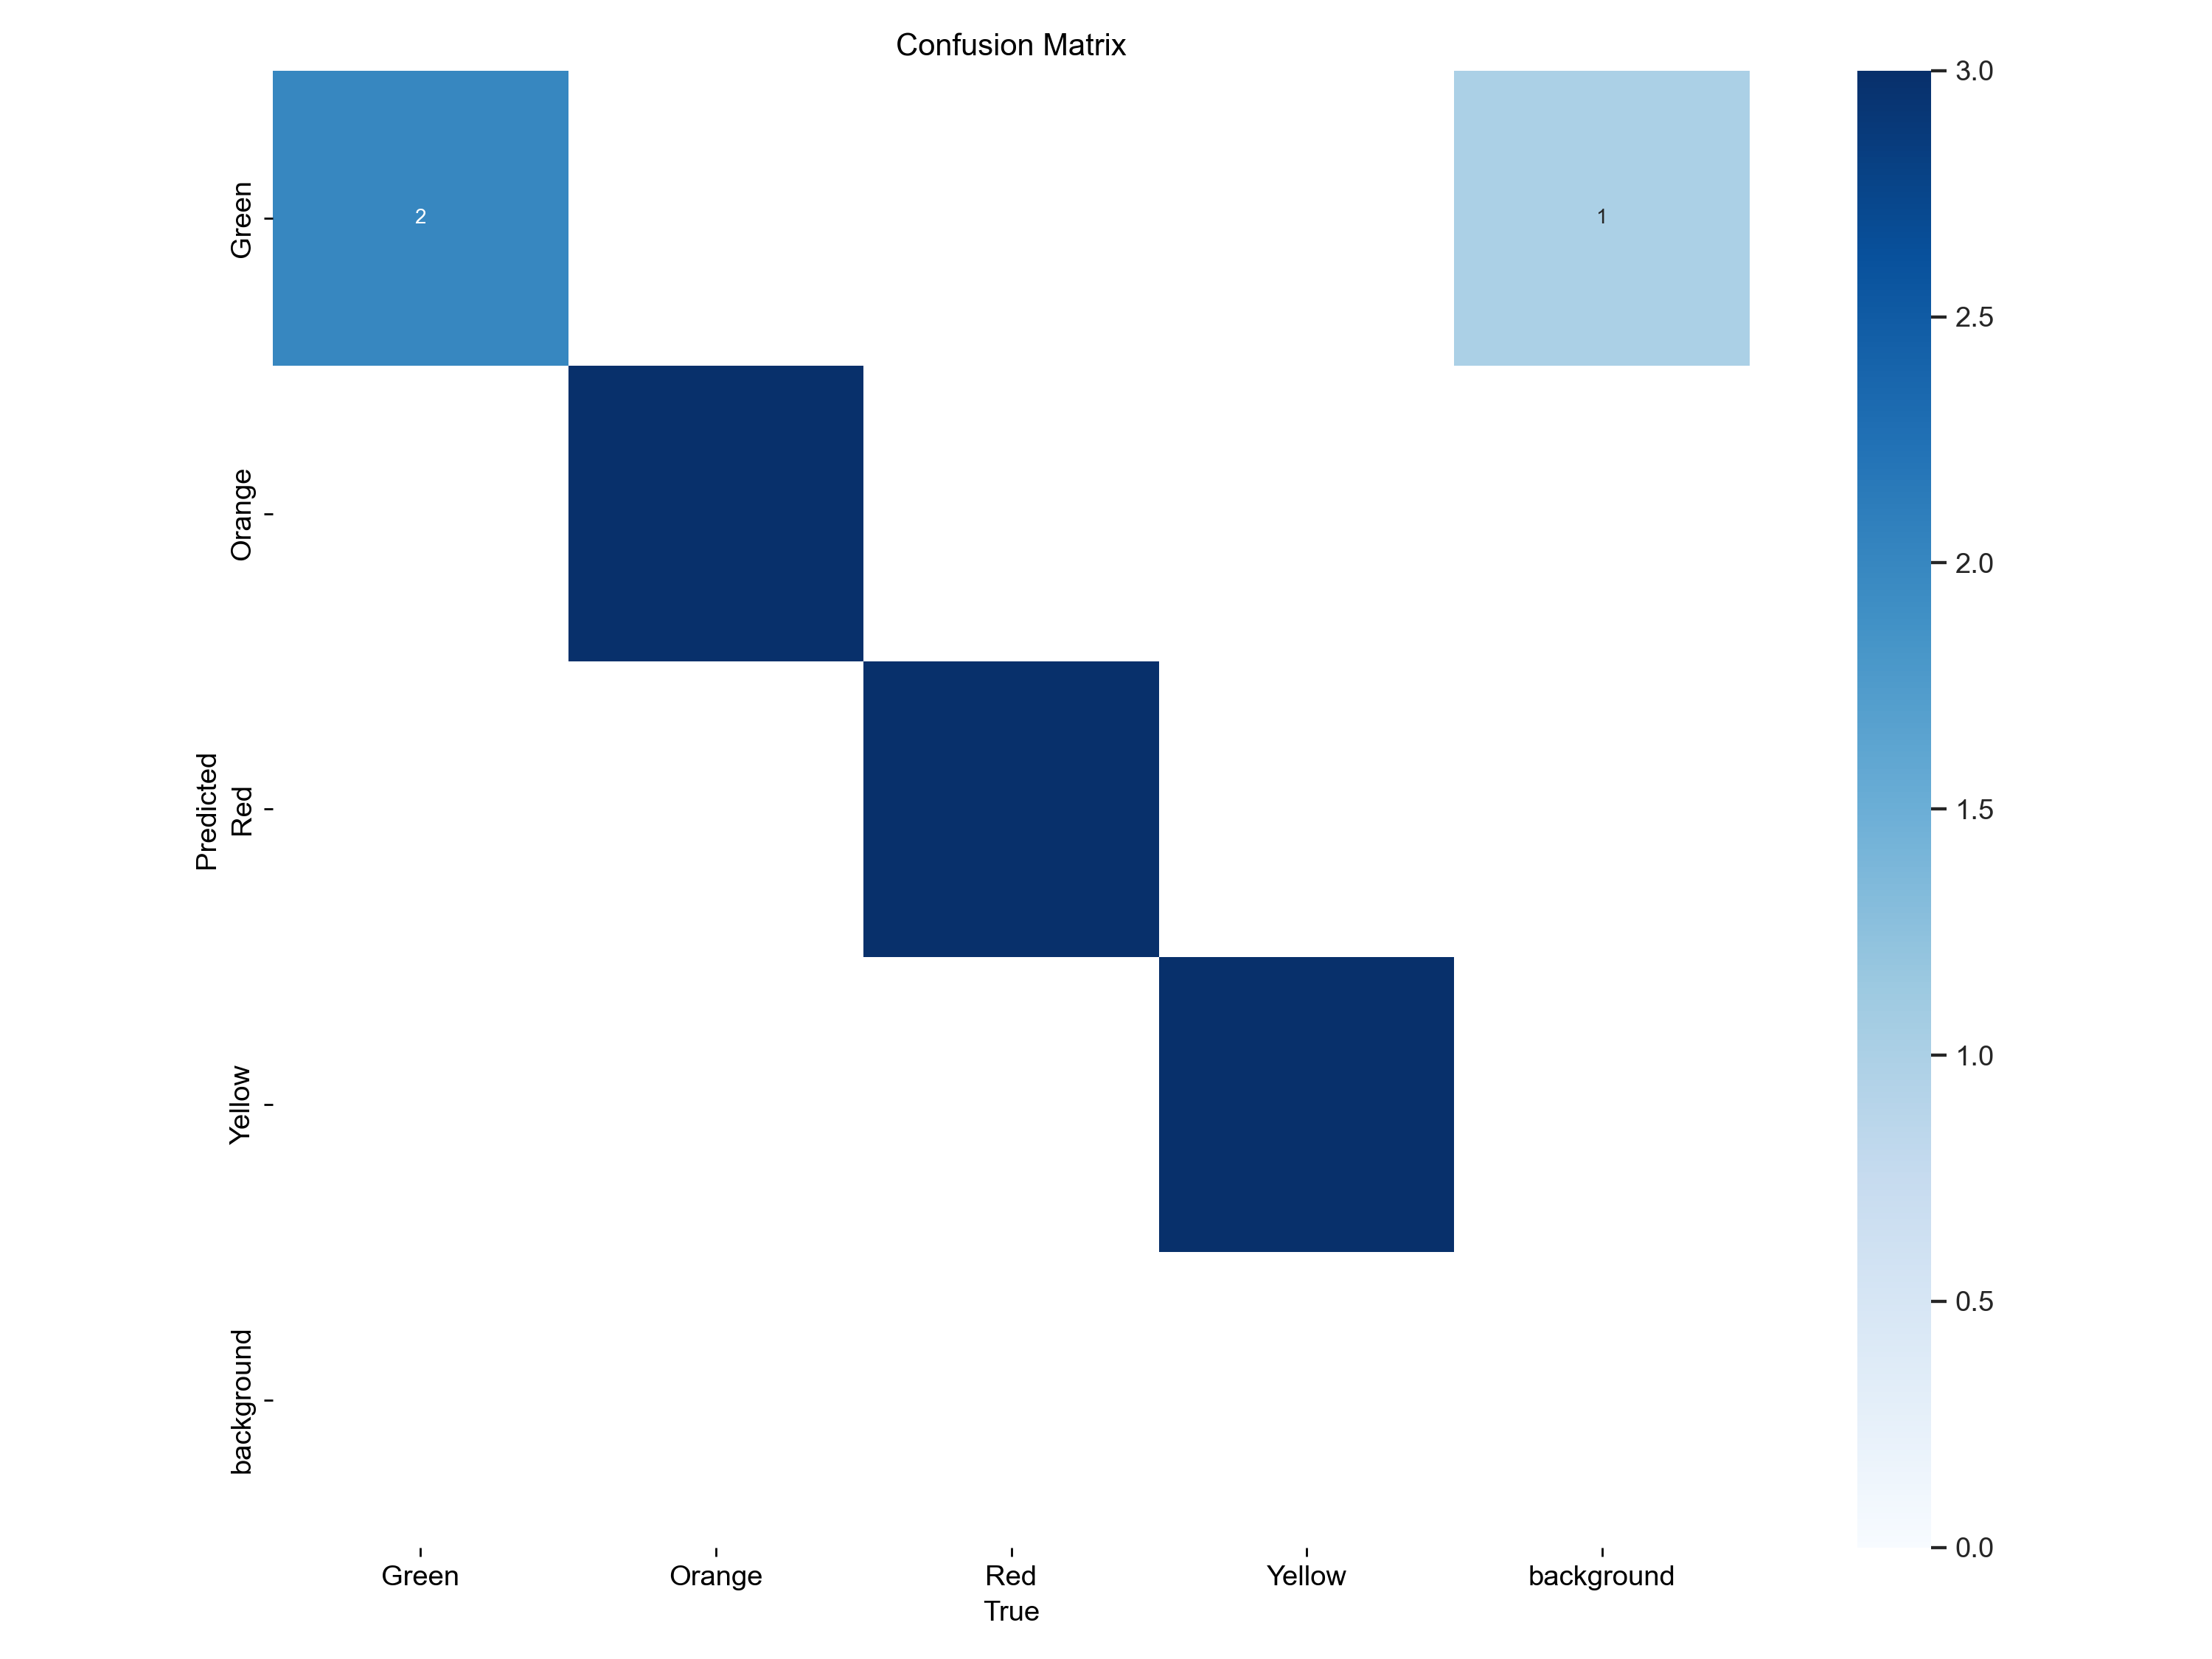 Confusion Matrix
3.0
Green
2
1
2.5
Orange
2.0
Predicted
Red
1.5
Yellow
1.0
0.5
background
0.0
Green
Orange
Red
Yellow
background
True